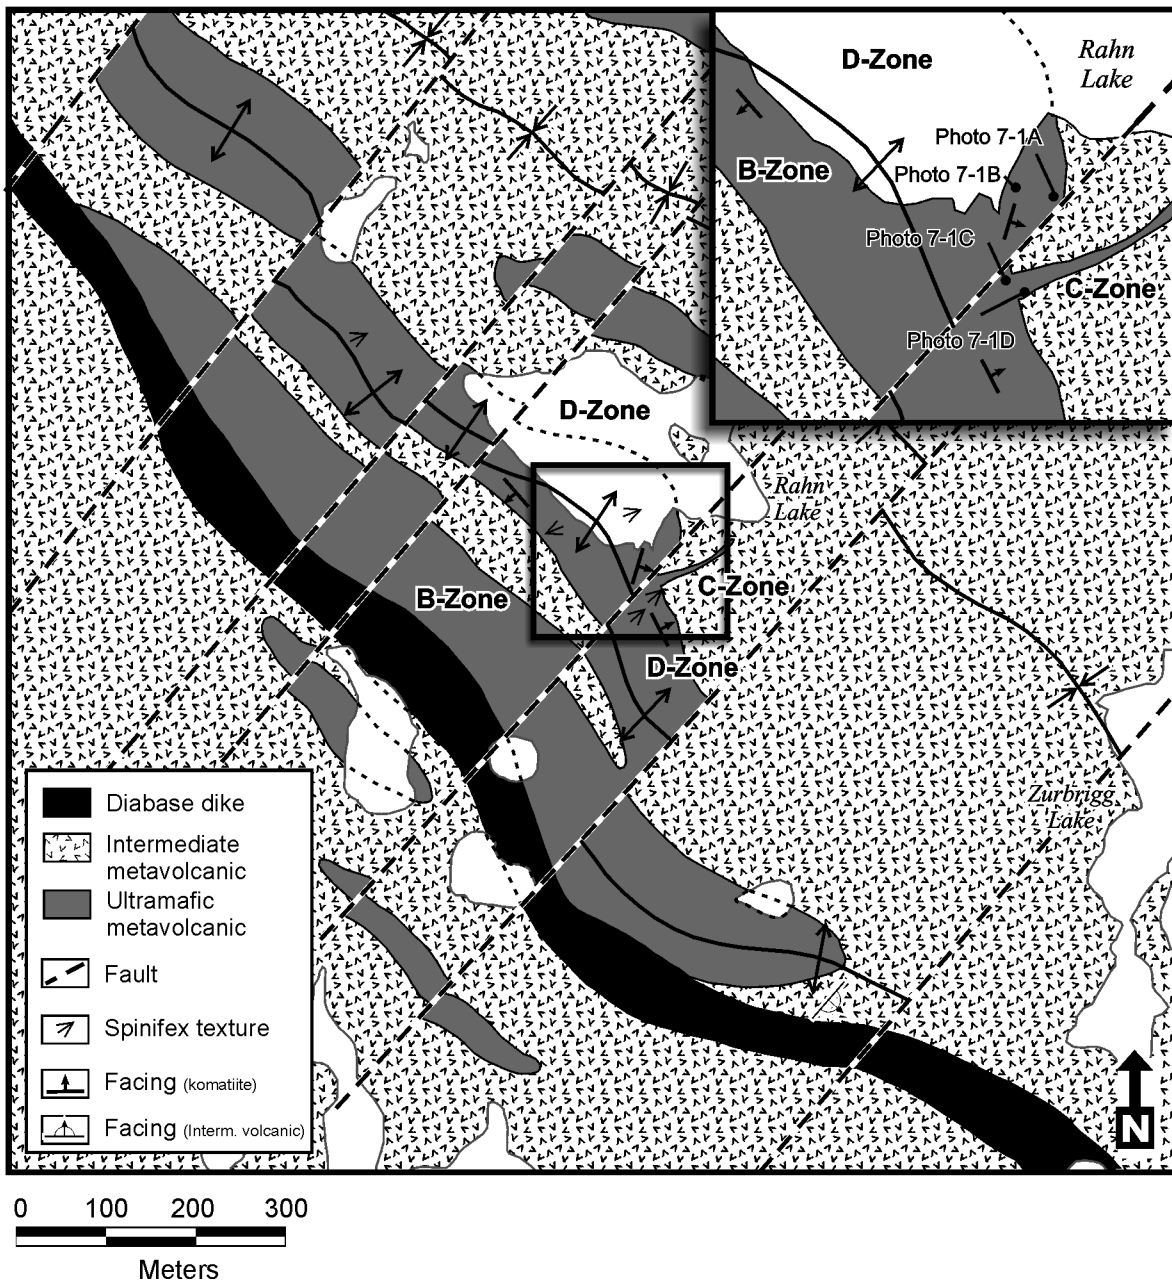 D-Zone
Rahn
Lake
Photo 7-1A
B-Zone
Photo 7-1B
Photo 7-1C
C-Zone
Photo 7-1D
D-Zone
Rahn
Lake
B-Zone
C-Zone
D-Zone
Zurbrigg
Lake
Diabase dike
Intermediate
metavolcanic
Ultramafic
metavolcanic
Fault
Spinifex texture
Facing (komatiite)
Facing (Interm. volcanic)
N
0 100 200 300
Meters